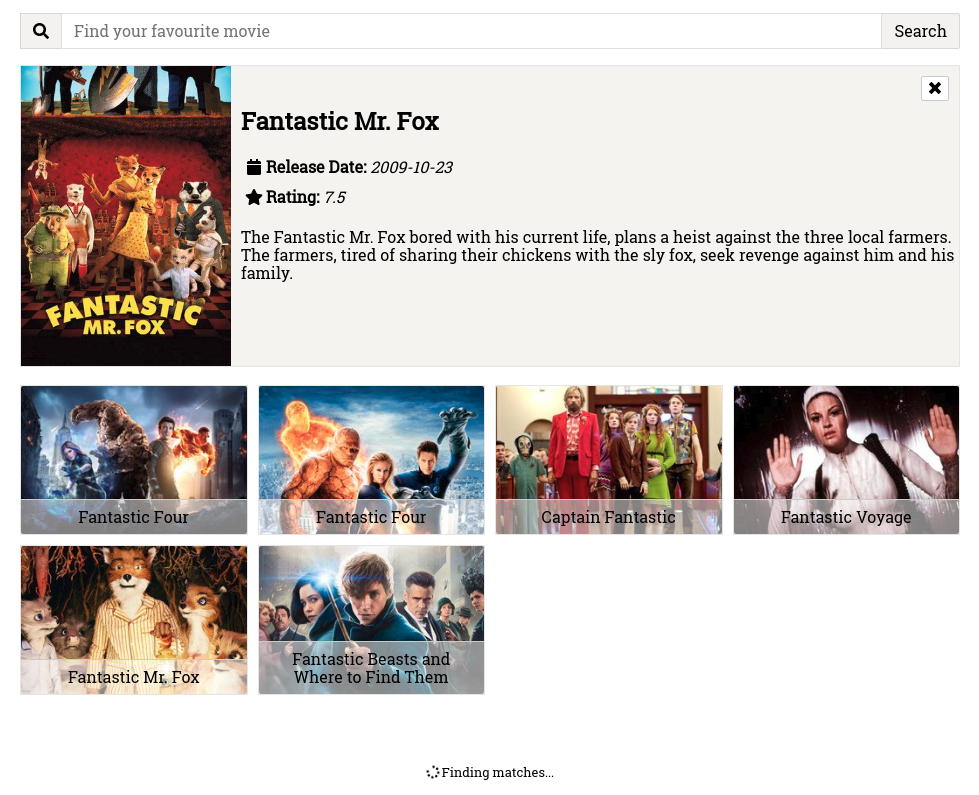 Find your favourite movie
Search
FANTASTIC
MR. FOX
Fantastic Mr. Fox
Release Date: 2009-10-23
Rating: 7.5
The Fantastic Mr. Fox bored with his current life, plans a heist against the three local farmers.
The farmers, tired of sharing their chickens with the sly fox, seek revenge against him and his
family.
Fantastic Four
Fantastic Four
Captain Fantastic
Fantastic Voyage
Fantastic Mr. Fox
Fantastic Beasts and
Where to Find Them
Finding matches...